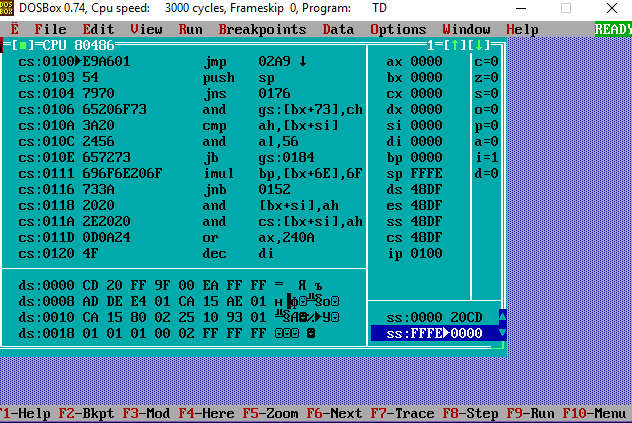 DOSBox 0.74, Cpu speed: 3000 cycles, Frameskip 0, Program: TD
Ё File Edit View Run Breakpoints Data Options Window Help READY
[■]=CPU 80486 1=[↑][↓]
cs:0100►E9A601 jmp 02A9 ↓ ax 0000 c=0
cs:0103 54 push sp bx 0000 z=0
cs:0104 7970 jns 0176 cx 0000 s=0
cs:0106 65206F73 and gs:[bx+73],ch dx 0000 o=0
cs:010A 3A20 cmp ah,[bx+si] si 0000 p=0
cs:010C 2456 and al,56 di 0000 a=0
cs:010E 657273 jb gs:0184 bp 0000 i=1
cs:0111 696F6E206F imul bp,[bx+6E],6F sp FFFE d=0
cs:0116 733A jnb 0152 ds 48DF
cs:0118 2020 and [bx+si],ah es 48DF
cs:011A 2E2020 and cs:[bx+si],ah ss 48DF
cs:011D 0D0A24 or ax,240A cs 48DF
cs:0120 4F dec di ip 0100
ds:0000 CD 20 FF 9F 00 EA FF FF = Я ъ
ds:0008 AD DE E4 01 CA 15 AE 01
ds:0010 CA 15 80 02 25 10 93 01 ss:0000 20CD
ds:0018 01 01 01 00 02 FF FF FF ss:FFFE►0000
1-Help F2-Bkpt F3-Mod F4-Here F5-Zoom F6-Next F7-Trace F8-Step F9-Run F10-Menu